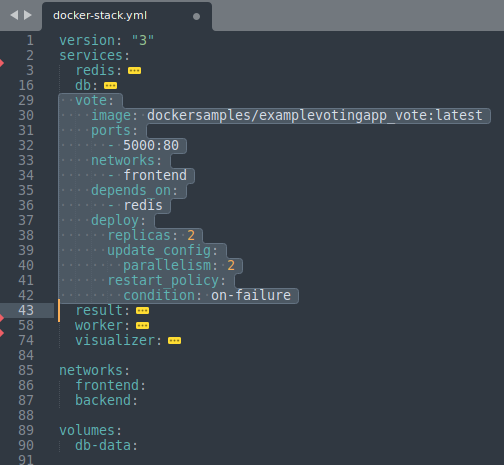 docker-stack.yml
1 version: "3"
2 services:
3 redis:
16 db:
29 vote:
30 image: dockersamples/examplevotingapp_vote:latest
31 ports:
32 - 5000:80
33 networks:
34 - frontend
35 depends_on:
36 - redis
37 deploy:
38 replicas: 2
39 update_config:
40 parallelism: 2
41 restart_policy:
42 condition: on-failure
43 result:
58 worker:
74 visualizer:
84
85 networks:
86 frontend:
87 backend:
88
89 volumes:
90 db-data:
91